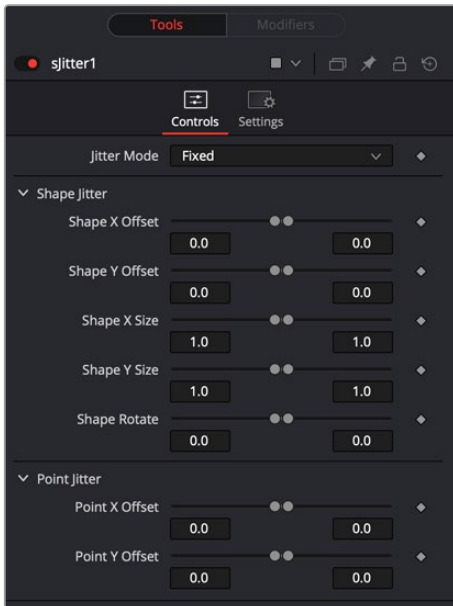 Tools Modifiers
sJitter1
Controls Settings
Jitter Mode Fixed
Shape Jitter
Shape X Offset
0.0 0.0
Shape Y Offset
0.0 0.0
Shape X Size
1.0 1.0
Shape Y Size
1.0 1.0
Shape Rotate
0.0 0.0
Point Jitter
Point X Offset
0.0 0.0
Point Y Offset
0.0 0.0